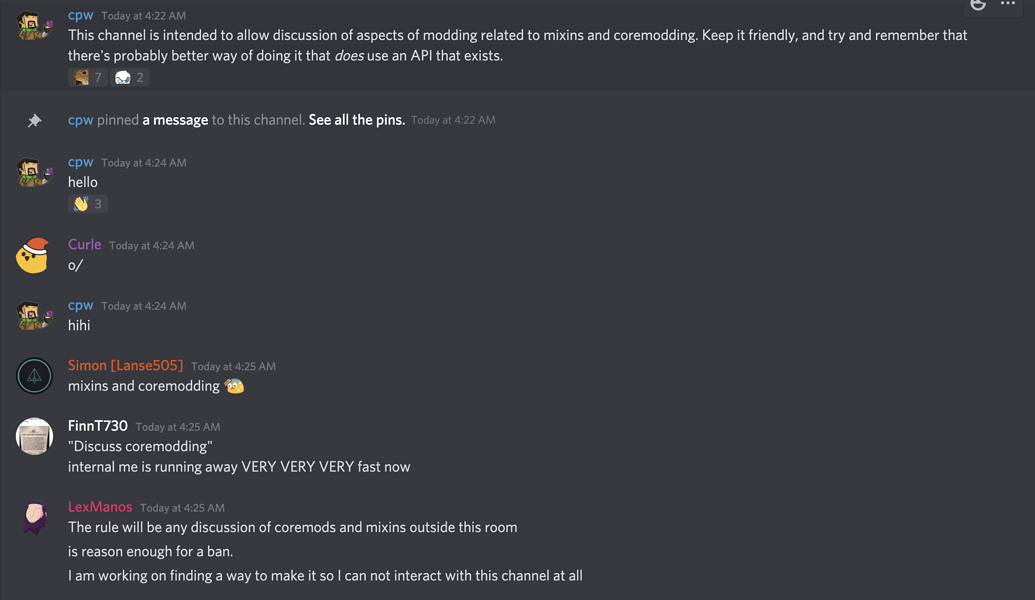 cpw Today at 4:22 AM
This channel is intended to allow discussion of aspects of modding related to mixins and coremodding. Keep it friendly, and try and remember that
there's probably better way of doing it that does use an API that exists.
7 2
cpw pinned a message to this channel. See all the pins. Today at 4:22 AM
cpw Today at 4:24 AM
hello
3
Curle Today at 4:24 AM
o/
cpw Today at 4:24 AM
hihi
Simon [Lanse505] Today at 4:25 AM
mixins and coremodding
FinnT730 Today at 4:25 AM
"Discuss coremodding"
internal me is running away VERY VERY VERY fast now
LexManos Today at 4:25 AM
The rule will be any discussion of coremods and mixins outside this room
is reason enough for a ban.
I am working on finding a way to make it so I can not interact with this channel at all